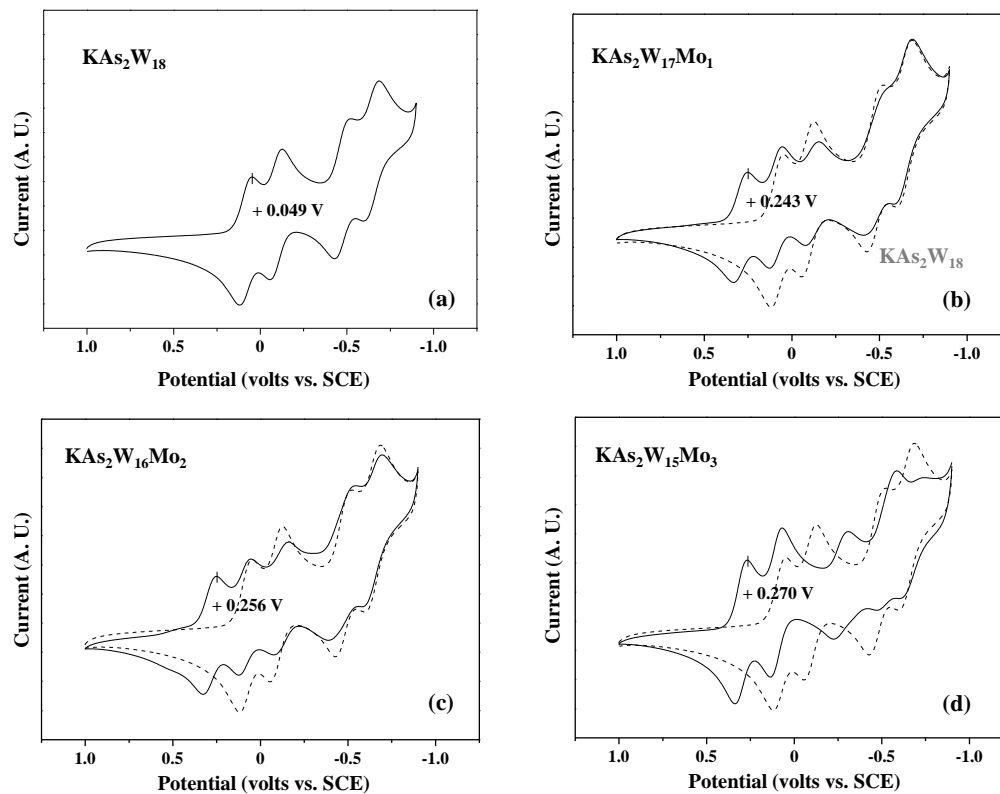 KAs₂W₁₈
Current (A. U.)
+ 0.049 V
(a)
1.0 0.5 0 -0.5 -1.0
Potential (volts vs. SCE)
KAs₂W₁₇Mo₁
Current (A. U.)
+ 0.243 V
KAs₂W₁₈
(b)
1.0 0.5 0 -0.5 -1.0
Potential (volts vs. SCE)
KAs₂W₁₆Mo₂
Current (A. U.)
+ 0.256 V
(c)
1.0 0.5 0 -0.5 -1.0
Potential (volts vs. SCE)
KAs₂W₁₅Mo₃
Current (A. U.)
+ 0.270 V
(d)
1.0 0.5 0 -0.5 -1.0
Potential (volts vs. SCE)